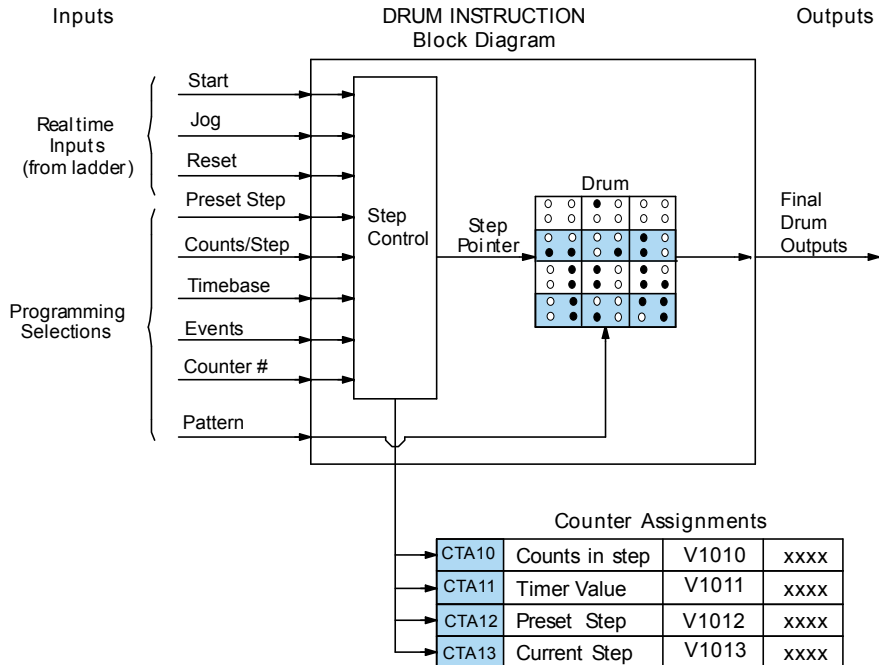 Inputs
DRUM INSTRUCTION
Block Diagram
Outputs
Realtime
Inputs
(from ladder)
Start
Jog
Reset
Programming
Selections
Preset Step
Counts/Step
Timebase
Events
Counter #
Pattern
Step
Control
Step
Pointer
Drum
Final
Drum
Outputs
Counter Assignments
CTA10 Counts in step V1010 xxxx
CTA11 Timer Value V1011 xxxx
CTA12 Preset Step V1012 xxxx
CTA13 Current Step V1013 xxxx